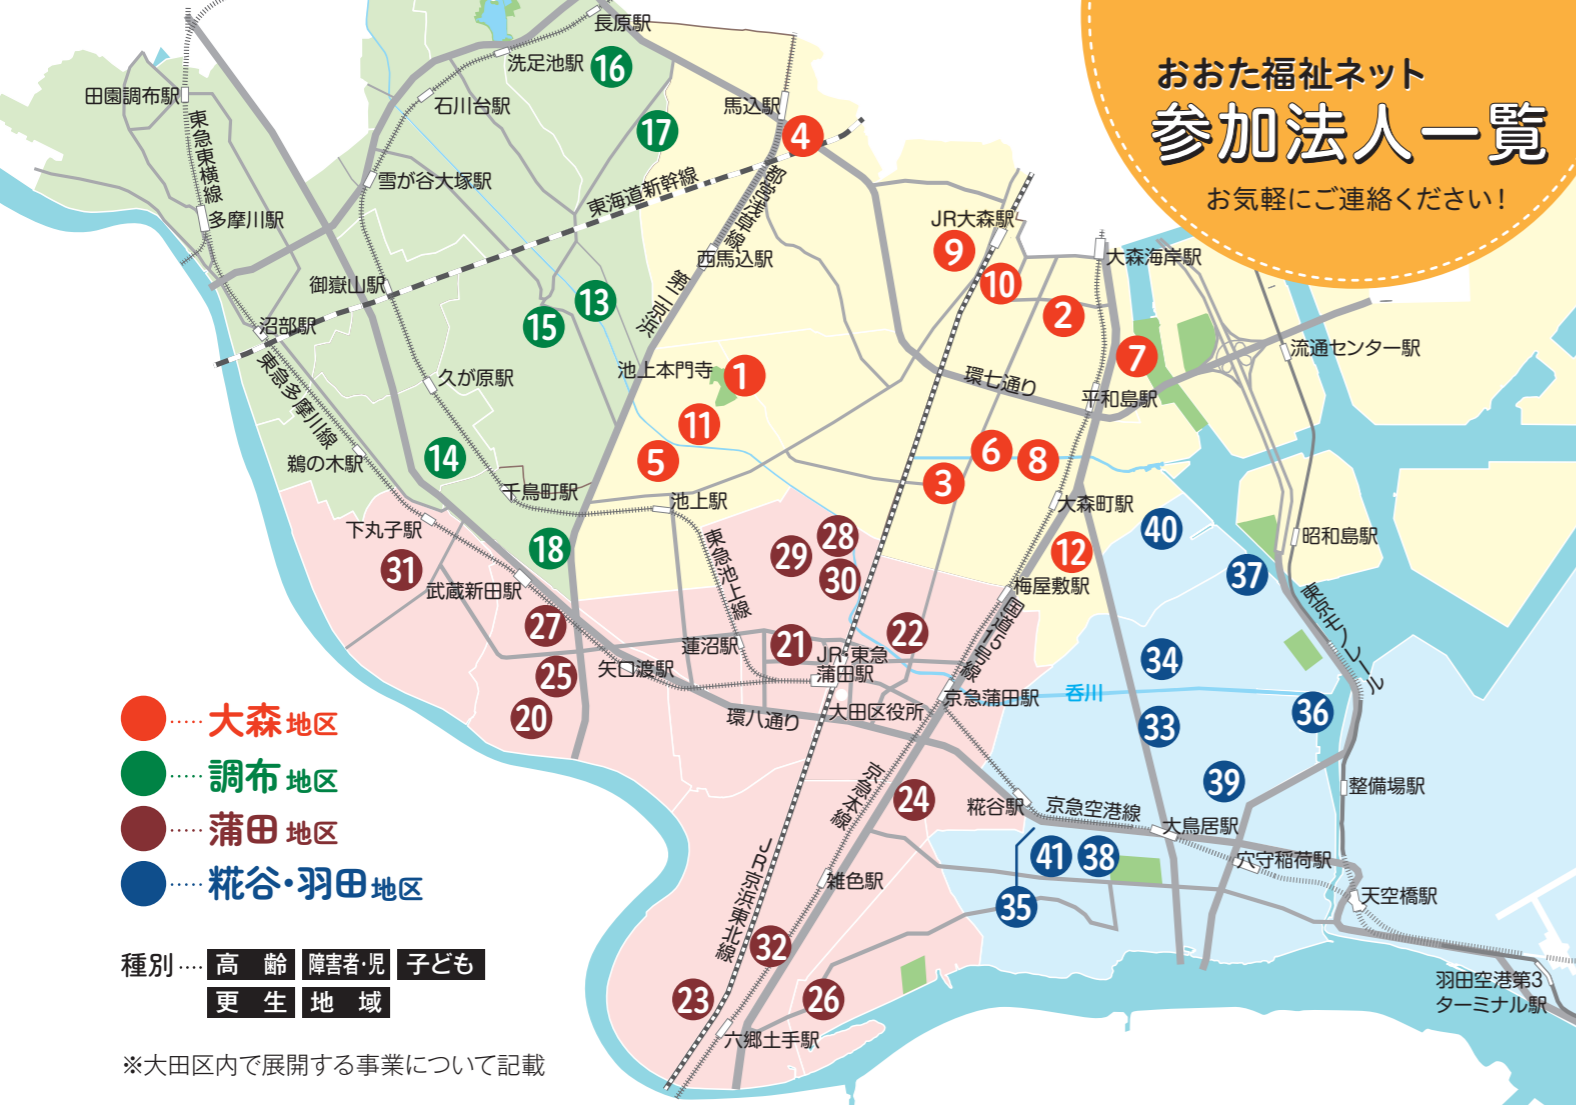 おおた福祉ネット
参加法人一覧
お気軽にご連絡ください！
長原駅
洗足池駅
16
田園調布駅
石川台駅
馬込駅
17
4
東急東横線
雪が谷大塚駅
東海道新幹線
都営浅草線
多摩川駅
JR大森駅
9
西馬込駅
大森海岸駅
御嶽山駅
10
13
第二京浜
2
15
沼部駅
流通センター駅
7
池上本門寺
1
環七通り
久が原駅
平和島駅
東急多摩川線
11
6
8
5
14
鵜の木駅
3
千鳥町駅
池上駅
大森町駅
下丸子駅
40
28
昭和島駅
18
29
東急池上線
12
31
37
30
武蔵新田駅
梅屋敷駅
東京モノレール
27
国道15号線
22
21
蓮沼駅
JR・東急
蒲田駅
34
矢口渡駅
25
呑川
京急蒲田駅
大田区役所
36
20
環八通り
33
大森地区
調布地区
蒲田地区
糀谷・羽田地区
39
整備場駅
京急本線
24
糀谷駅
京急空港線
大鳥居駅
41
38
穴守稲荷駅
JR京浜東北線
雑色駅
天空橋駅
35
32
種別
高齢
障害者・児
子ども
更生
地域
23
26
羽田空港第3
ターミナル駅
六郷土手駅
※大田区内で展開する事業について記載